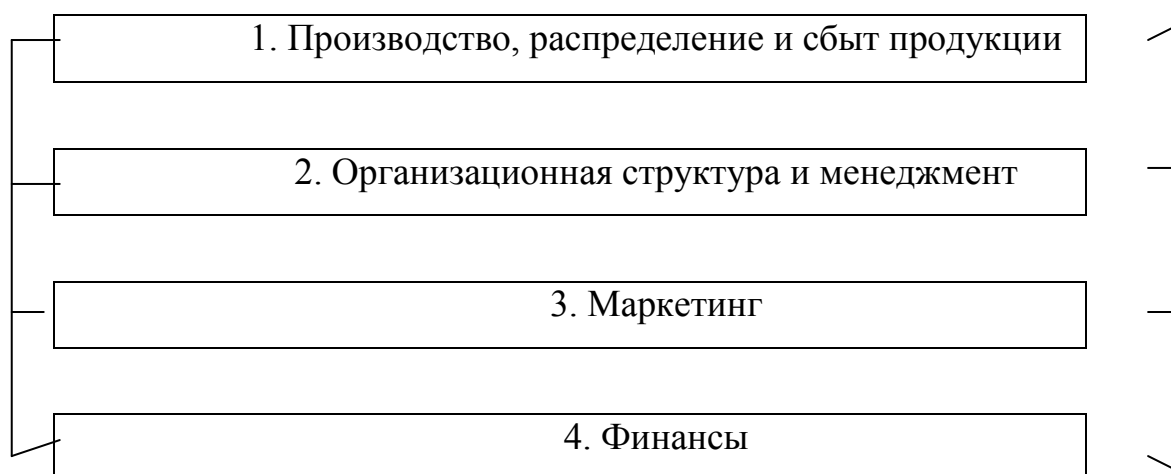 1. Производство, распределение и сбыт продукции
2. Организационная структура и менеджмент
3. Маркетинг
4. Финансы